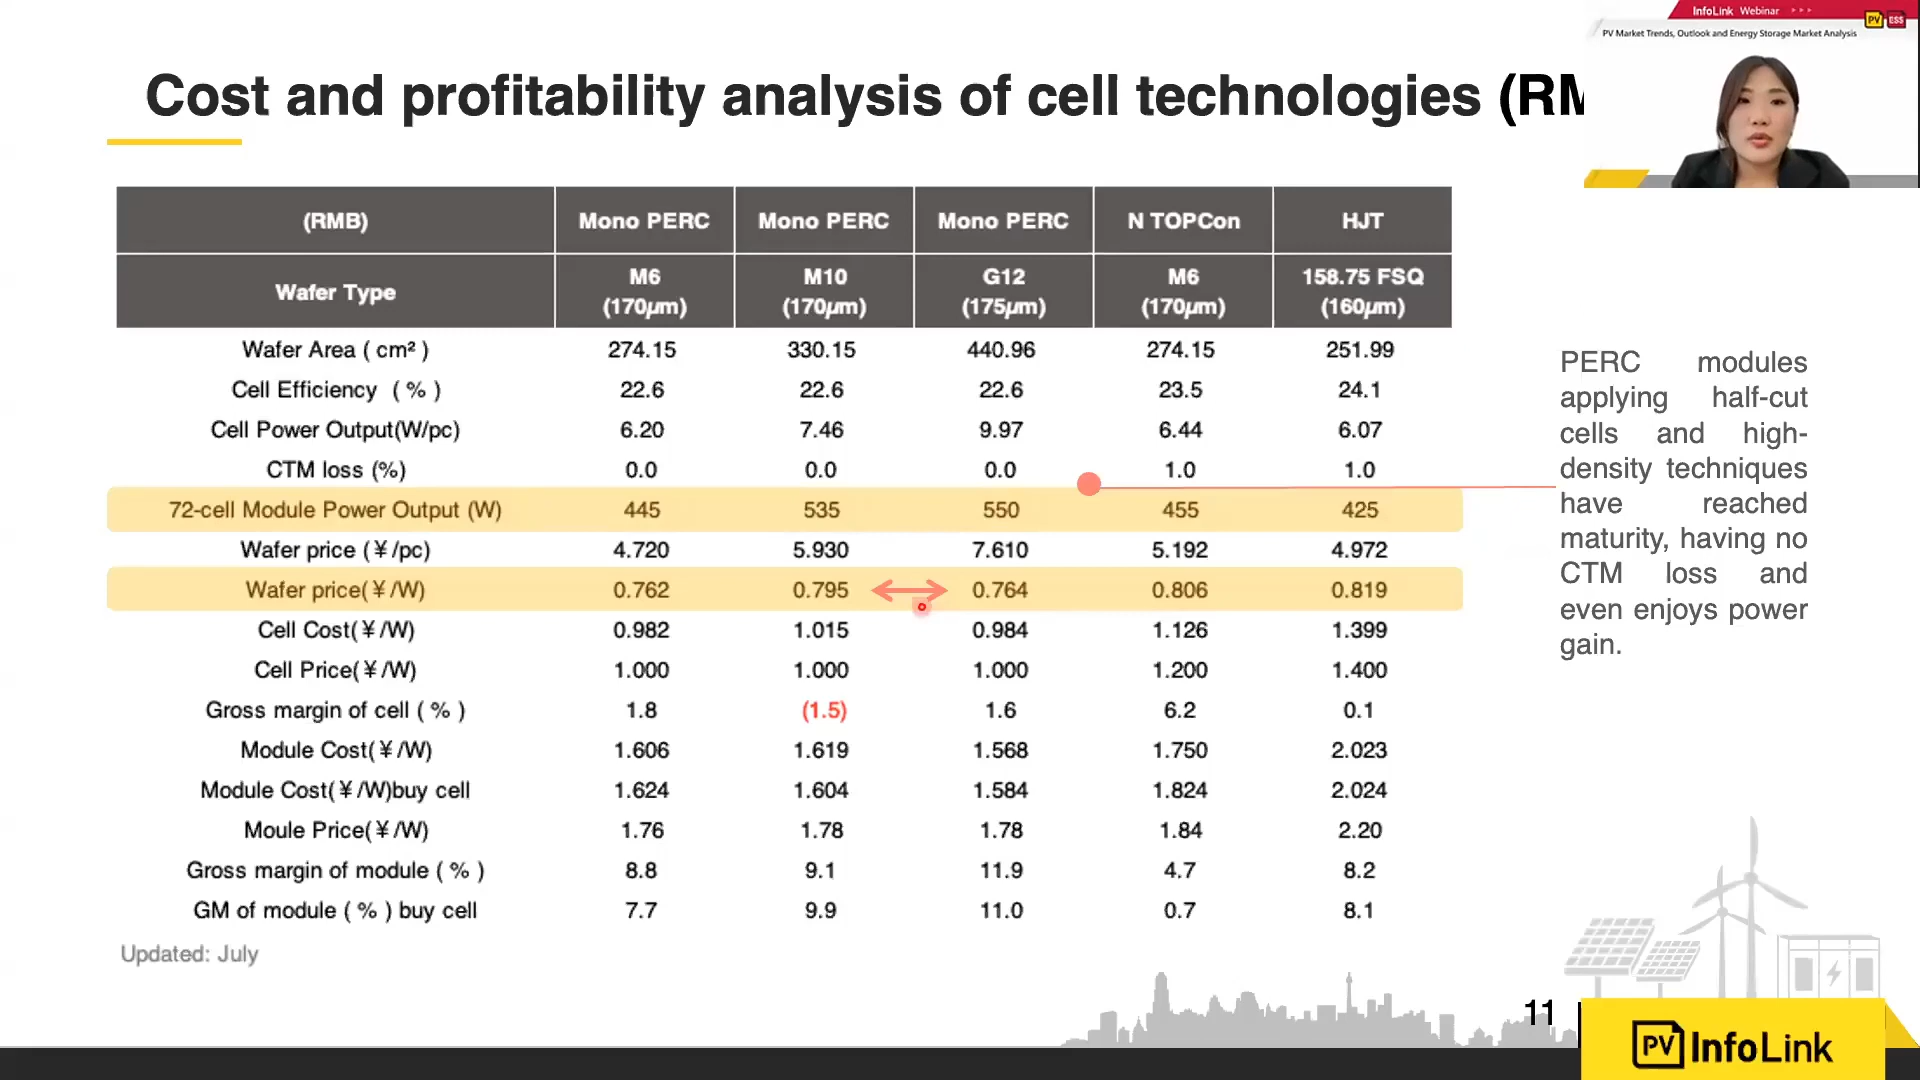 InfoLink Webinar
PV ESS
PV Market Trends, Outlook and Energy Storage Market Analysis
Cost and profitability analysis of cell technologies (RM
(RMB) Mono PERC Mono PERC Mono PERC N TOPCon HJT
Wafer Type M6 (170μm) M10 (170μm) G12 (175μm) M6 (170μm) 158.75 FSQ (160μm)
Wafer Area ( cm² ) 274.15 330.15 440.96 274.15 251.99
Cell Efficiency ( % ) 22.6 22.6 22.6 23.5 24.1
Cell Power Output(W/pc) 6.20 7.46 9.97 6.44 6.07
CTM loss (%) 0.0 0.0 0.0 1.0 1.0
72-cell Module Power Output (W) 445 535 550 455 425
Wafer price (¥/pc) 4.720 5.930 7.610 5.192 4.972
Wafer price(¥/W) 0.762 0.795 0.764 0.806 0.819
Cell Cost(¥/W) 0.982 1.015 0.984 1.126 1.399
Cell Price(¥/W) 1.000 1.000 1.000 1.200 1.400
Gross margin of cell ( % ) 1.8 (1.5) 1.6 6.2 0.1
Module Cost(¥/W) 1.606 1.619 1.568 1.750 2.023
Module Cost(¥/W)buy cell 1.624 1.604 1.584 1.824 2.024
Moule Price(¥/W) 1.76 1.78 1.78 1.84 2.20
Gross margin of module ( % ) 8.8 9.1 11.9 4.7 8.2
GM of module ( % ) buy cell 7.7 9.9 11.0 0.7 8.1
Updated: July
PERC modules
applying half-cut
cells and high-
density techniques
have reached
maturity, having no
CTM loss and
even enjoys power
gain.
11
PV InfoLink